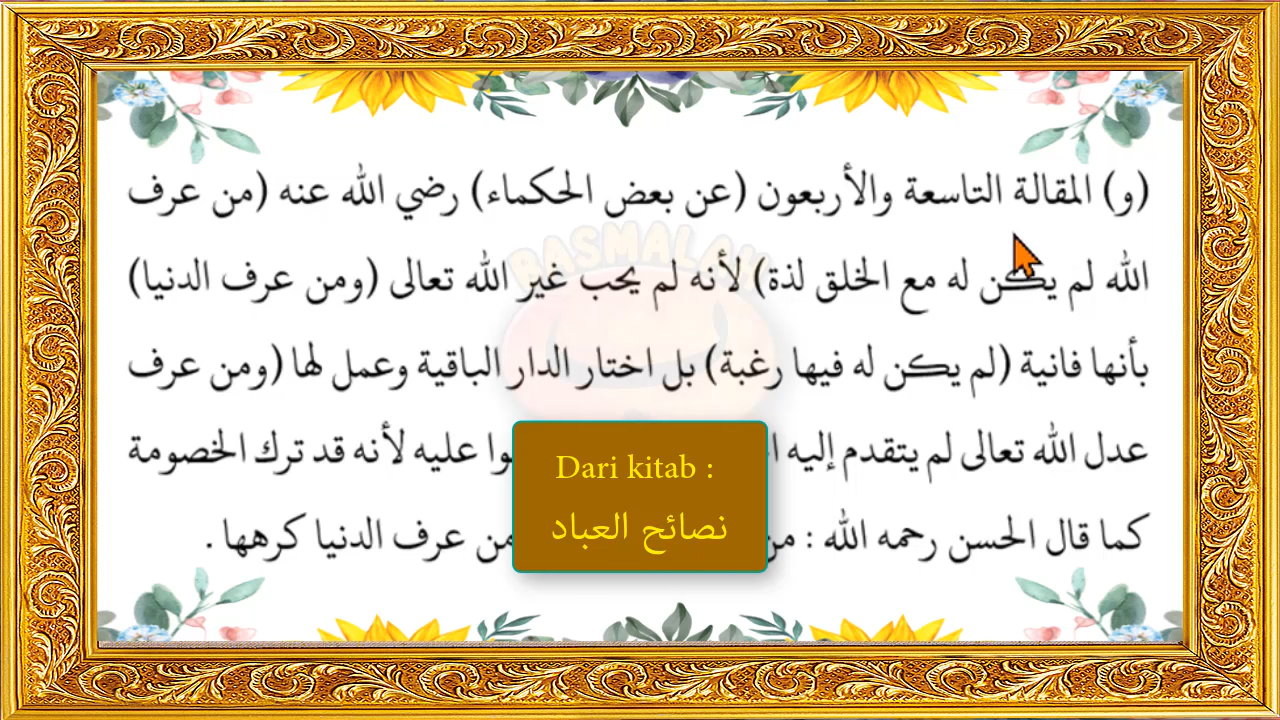 (و) المقالة التاسعة والأربعون (عن بعض الحكماء) رضي الله عنه (من عرف
الله لم يكن له مع الخلق لذة) لأنه لم يحب غير الله تعالى (ومن عرف الدنيا)
بأنها فانية (لم يكن له فيها رغبة) بل اختار الدار الباقية وعمل لها (ومن عرف
عدل الله تعالى لم يتقدم إليه عليه لأنه قد ترك الخصومة
كما قال الحسن رحمه الله : عرف الدنيا كرهها .
BASMALAH
Dari kitab :
نصائح العباد